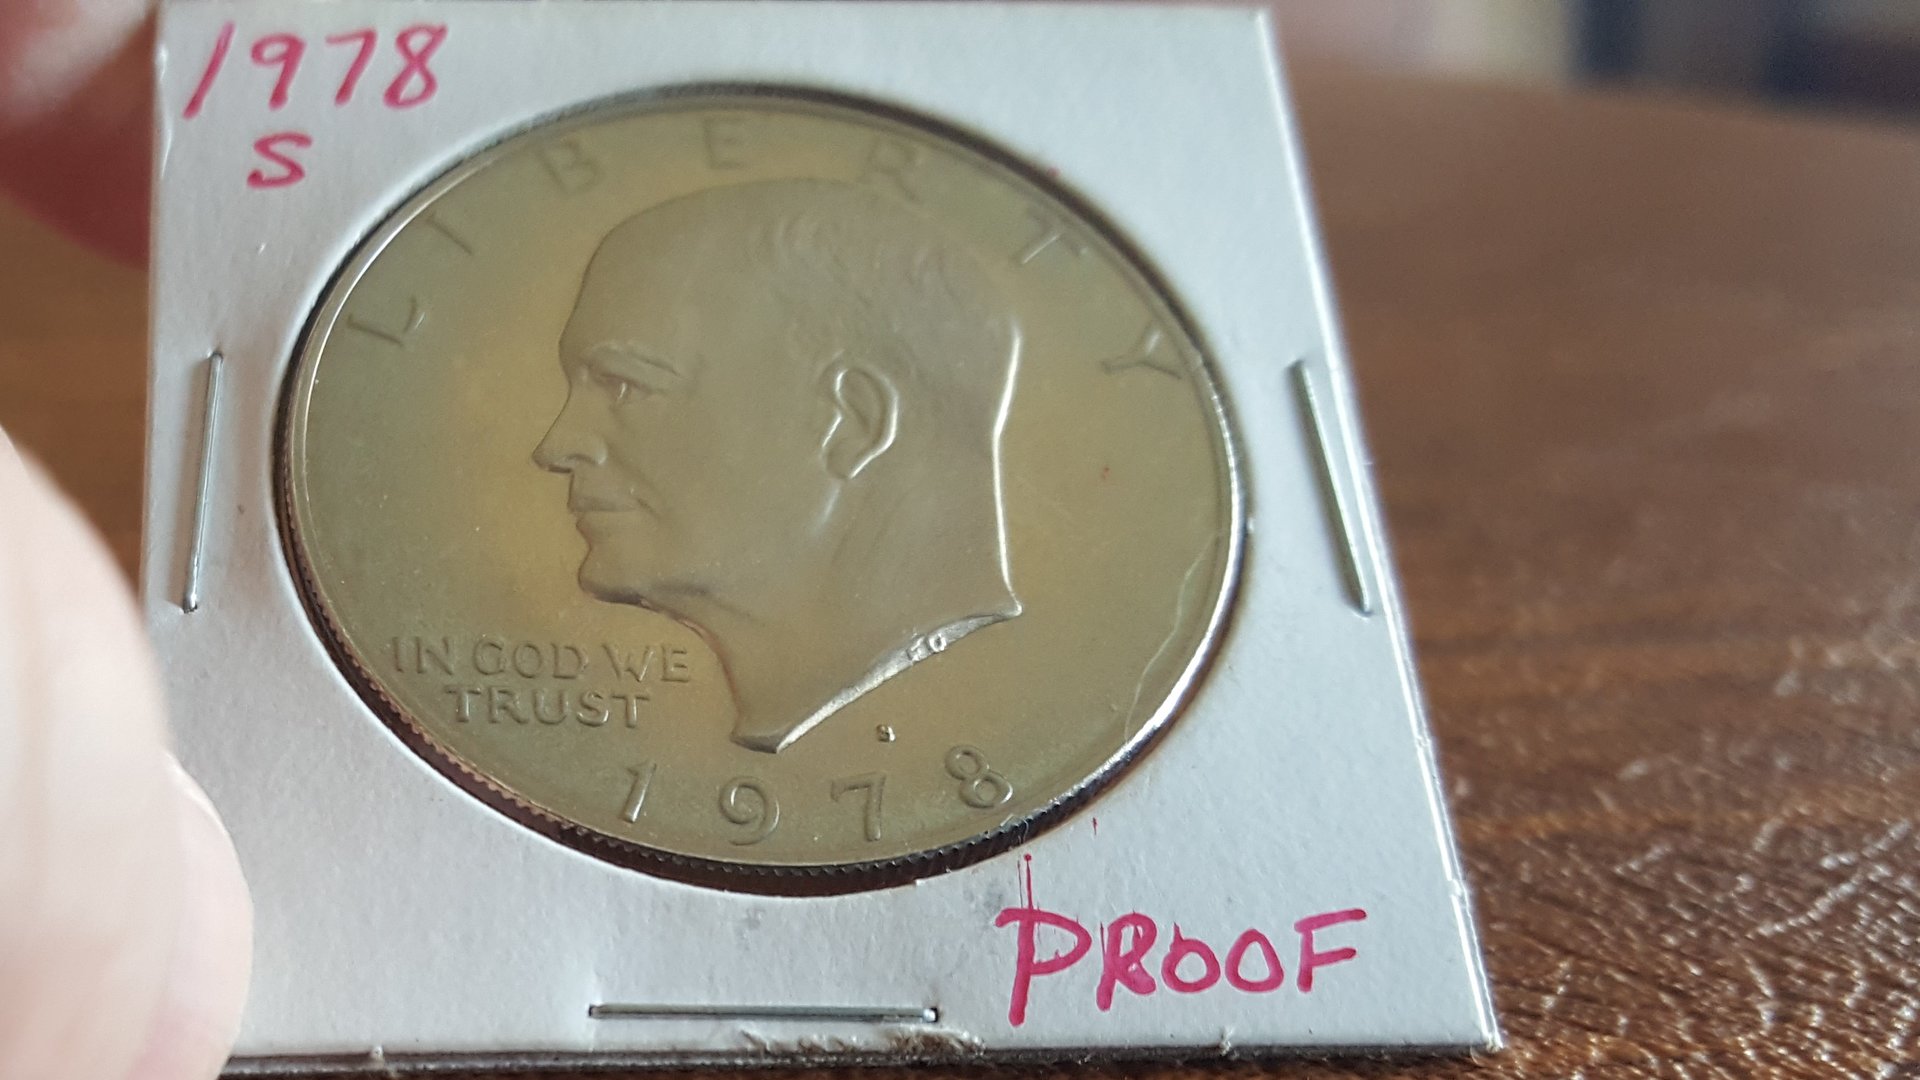 1978
S
LIBERTY
IN GOD WE
TRUST
FG
S
1978
PROOF